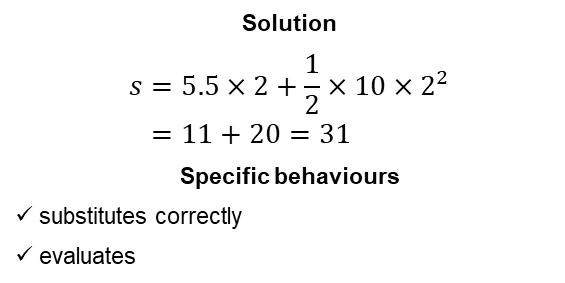 Solution
s = 5.5 × 2 + 1/2 × 10 × 2²
= 11 + 20 = 31
Specific behaviours
✓ substitutes correctly
✓ evaluates